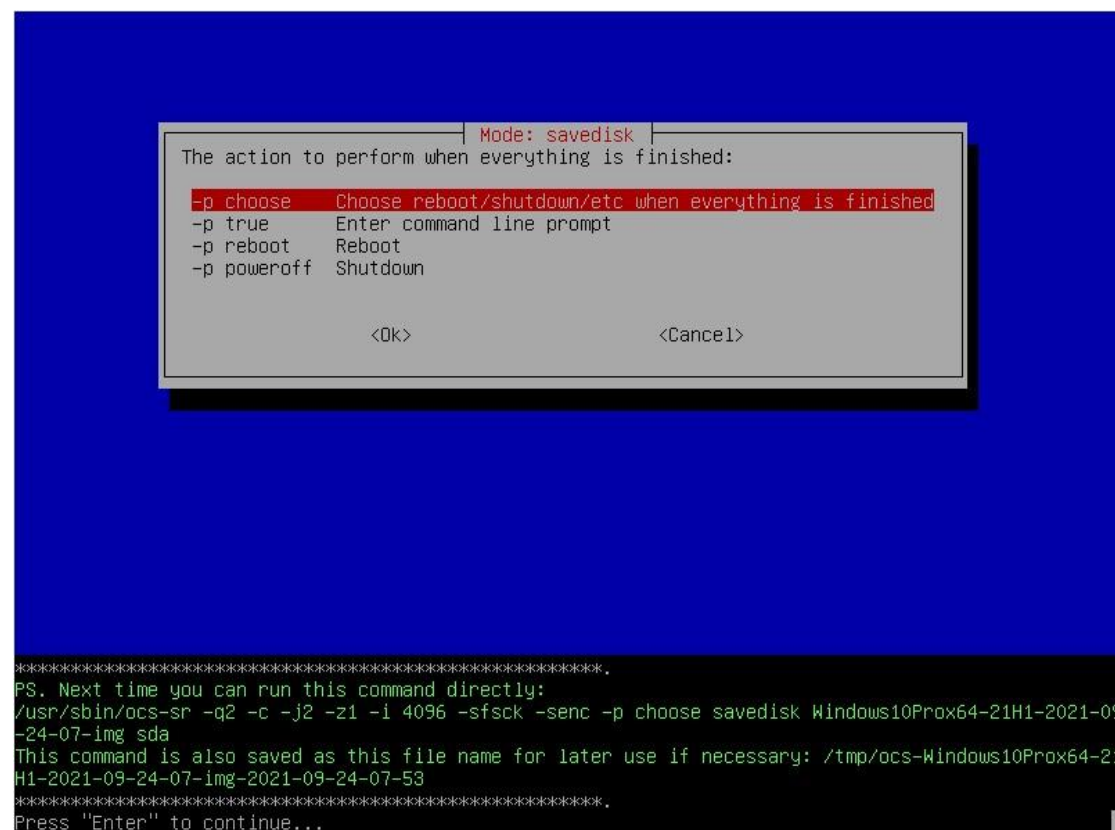 Mode: savedisk
The action to perform when everything is finished:
-p choose Choose reboot/shutdown/etc when everything is finished
-p true Enter command line prompt
-p reboot Reboot
-p poweroff Shutdown
<Ok> <Cancel>
*****************************************************.
PS. Next time you can run this command directly:
/usr/sbin/ocs-sr -q2 -c -j2 -z1 -i 4096 -sfsck -senc -p choose savedisk Windows10Prox64-21H1-2021-09
-24-07-img sda
This command is also saved as this file name for later use if necessary: /tmp/ocs-Windows10Prox64-2
H1-2021-09-24-07-img-2021-09-24-07-53
*****************************************************.
Press "Enter" to continue...